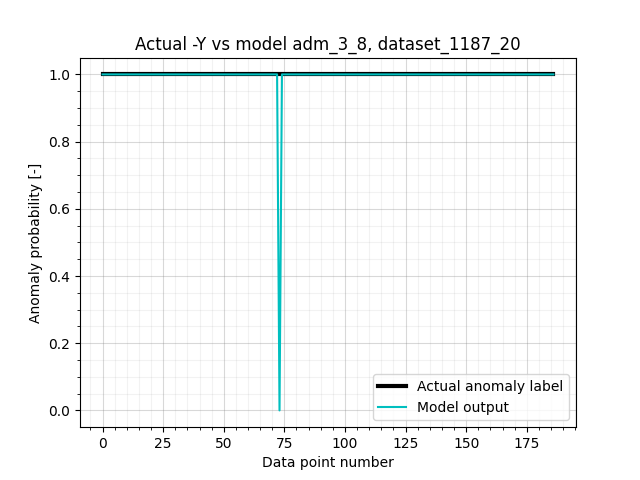 Actual -Y vs model adm_3_8, dataset_1187_20
1.0
0.8
0.6
0.4
0.2
0.0
Anomaly probability [-]
Actual anomaly label
Model output
0 25 50 75 100 125 150 175
Data point number